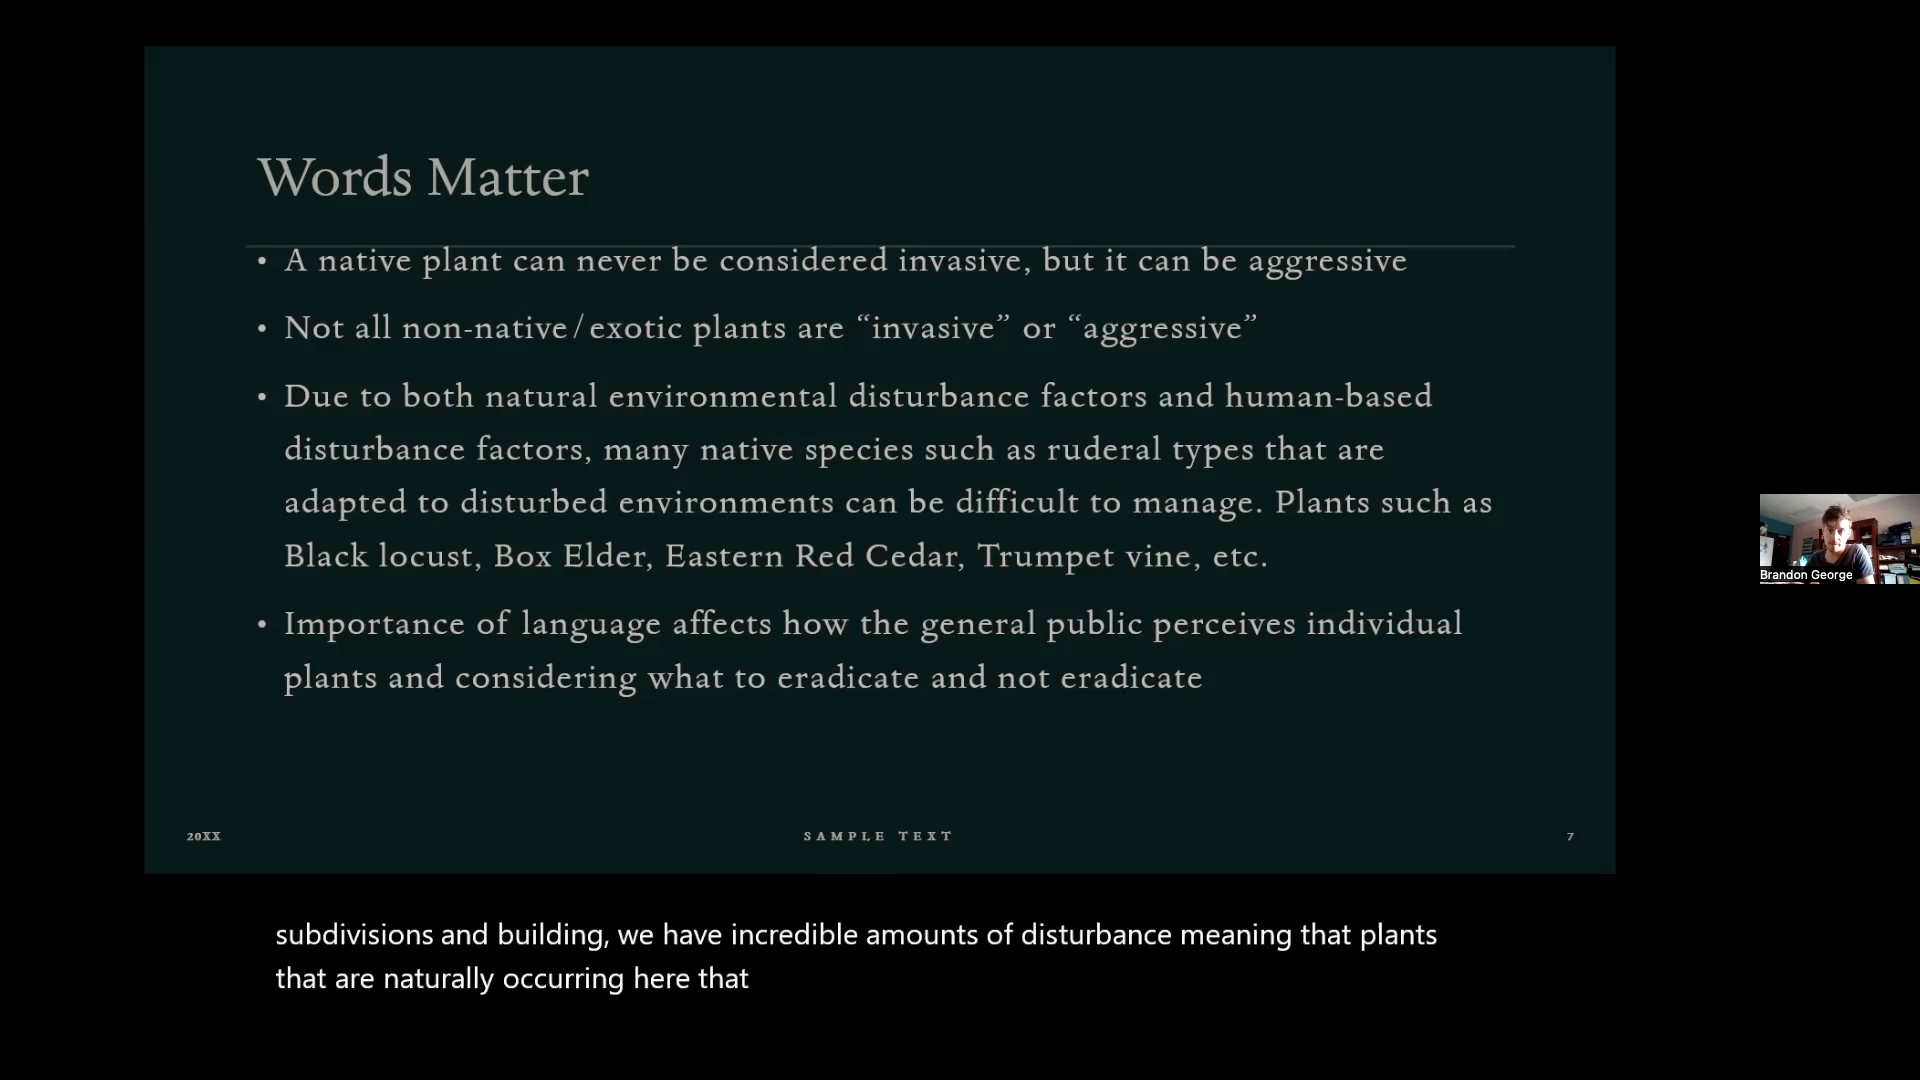 Words Matter
• A native plant can never be considered invasive, but it can be aggressive
• Not all non-native/exotic plants are “invasive” or “aggressive”
• Due to both natural environmental disturbance factors and human-based
disturbance factors, many native species such as ruderal types that are
adapted to disturbed environments can be difficult to manage. Plants such as
Black locust, Box Elder, Eastern Red Cedar, Trumpet vine, etc.
• Importance of language affects how the general public perceives individual
plants and considering what to eradicate and not eradicate
20XX
SAMPLE TEXT
7
Brandon George
subdivisions and building, we have incredible amounts of disturbance meaning that plants
that are naturally occurring here that